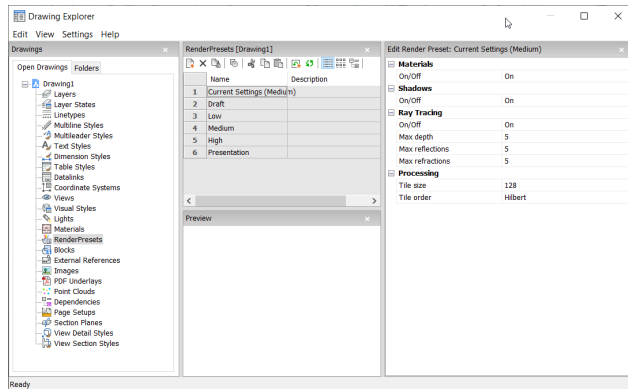 Drawing Explorer
Edit View Settings Help
Drawings
Open Drawings Folders
Drawing1
Layers
Layer States
Linetypes
Multiline Styles
Multileader Styles
Text Styles
Dimension Styles
Table Styles
Datalinks
Coordinate Systems
Views
Visual Styles
Lights
Materials
RenderPresets
Blocks
External References
Images
PDF Underlays
Point Clouds
Dependencies
Page Setups
Section Planes
View Detail Styles
View Section Styles
RenderPresets [Drawing1]
Name Description
1 Current Settings (Medium)
2 Draft
3 Low
4 Medium
5 High
6 Presentation
Preview
Edit Render Preset: Current Settings (Medium)
Materials
On/Off On
Shadows
On/Off On
Ray Tracing
On/Off On
Max depth 5
Max reflections 5
Max refractions 5
Processing
Tile size 128
Tile order Hilbert
Ready